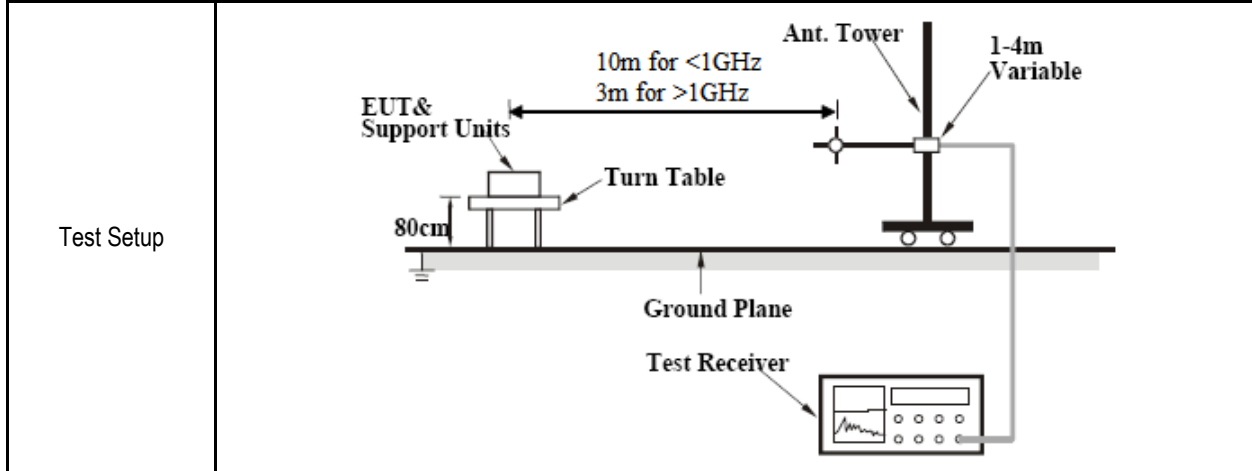 Test Setup
Ant. Tower
1-4m
Variable
10m for <1GHz
3m for >1GHz
EUT&
Support Units
Turn Table
80cm
Ground Plane
Test Receiver